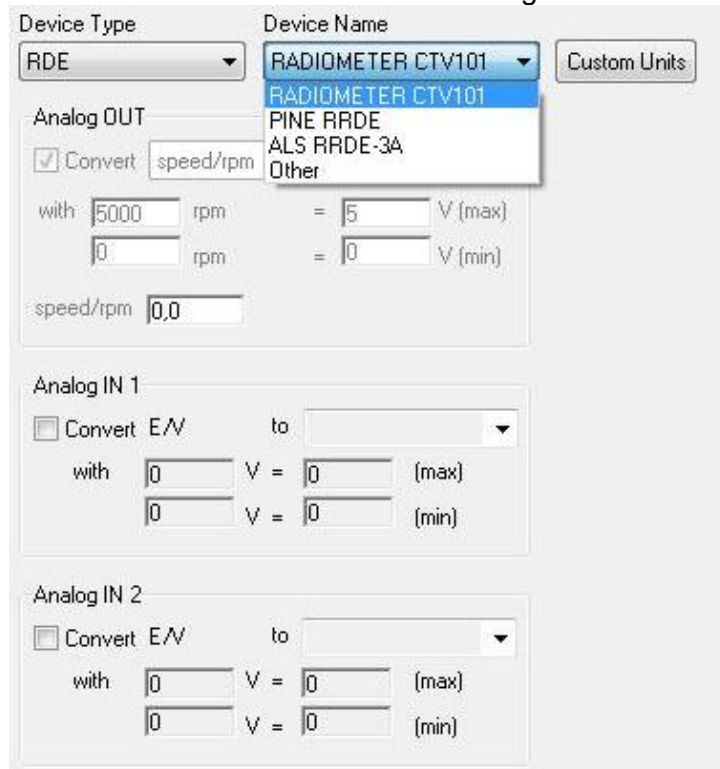 Device Type Device Name
RDE RADIOMETER CTV101 Custom Units
RADIOMETER CTV101
PINE RRDE
ALS RRDE-3A
Other
Analog OUT
Convert speed/rpm
with 5000 rpm = 5 V (max)
0 rpm = 0 V (min)
speed/rpm 0,0
Analog IN 1
Convert E/V to
with 0 V = 0 (max)
0 V = 0 (min)
Analog IN 2
Convert E/V to
with 0 V = 0 (max)
0 V = 0 (min)